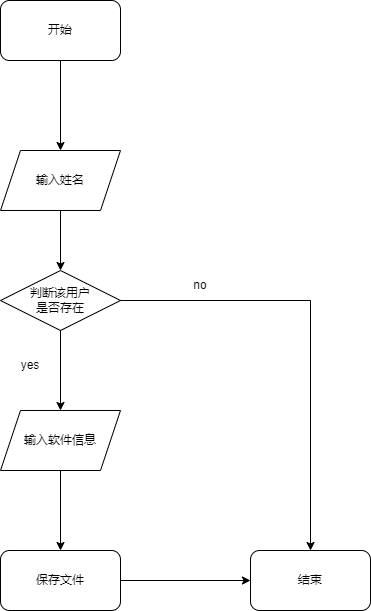 开始
输入姓名
判断该用户
是否存在
no
yes
输入软件信息
保存文件
结束